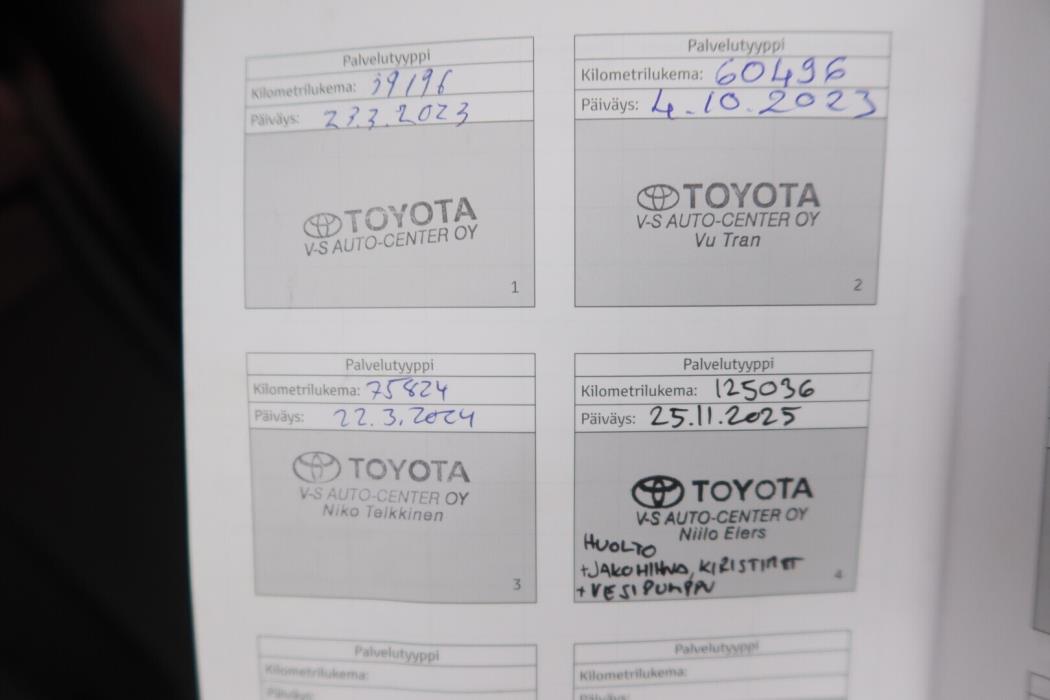 Palvelutyyppi
Kilometrilukema: 39196
Päiväys: 23.3.2023
TOYOTA
V-S AUTO-CENTER OY
1
Palvelutyyppi
Kilometrilukema: 60496
Päiväys: 4.10.2023
TOYOTA
V-S AUTO-CENTER OY
Vu Tran
2
Palvelutyyppi
Kilometrilukema: 75824
Päiväys: 22.3.2024
TOYOTA
V-S AUTO-CENTER OY
Niko Telkkinen
3
Palvelutyyppi
Kilometrilukema: 125036
Päiväys: 25.11.2025
TOYOTA
V-S AUTO-CENTER OY
Niilo Eiers
HUOLTO
+JAKOHIHNA, KIRISTIMET
+VESIPUMPPU
4
Palvelutyyppi
Kilometrilukema:
Päiväys:
Palvelutyyppi
Kilometrilukema:
Päiväys: